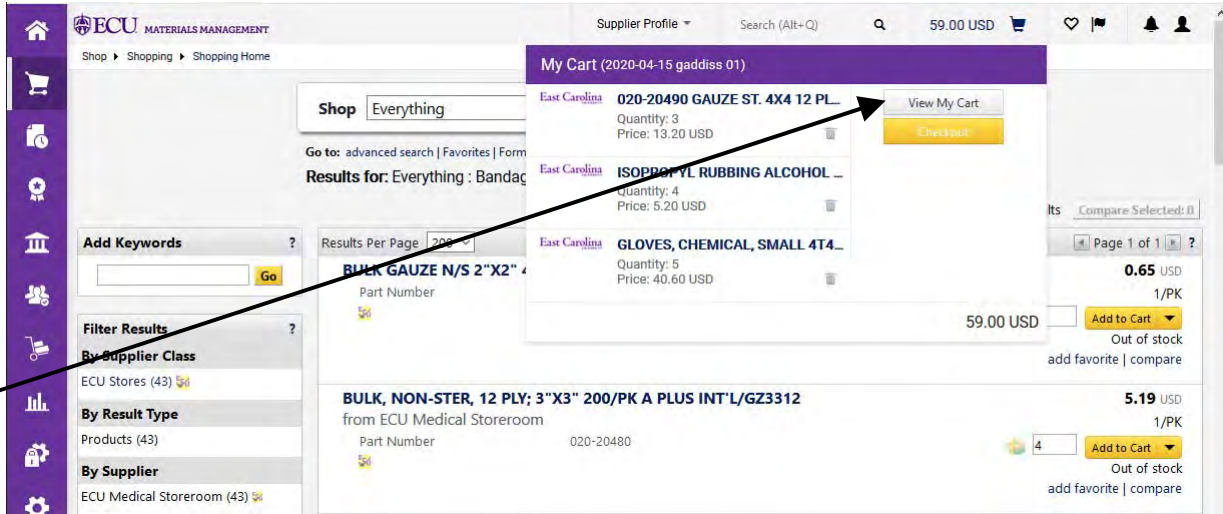 ECU MATERIALS MANAGEMENT
Supplier Profile
Search (Alt+Q)
59.00 USD
Shop Shopping Shopping Home
My Cart (2020-04-15 gaddiss 01)
East Carolina
020-20490 GAUZE ST. 4X4 12 PL...
Quantity: 3
Price: 13.20 USD
View My Cart
Checkout
East Carolina
ISOPROPYL RUBBING ALCOHOL ...
Quantity: 4
Price: 5.20 USD
East Carolina
GLOVES, CHEMICAL, SMALL 4T4...
Quantity: 5
Price: 40.60 USD
59.00 USD
Shop Everything
Go to: advanced search | Favorites | Form
Results for: Everything : Bandag
lts Compare Selected: 0
Add Keywords ?
Go
Results Per Page 200
Page 1 of 1 ?
BULK GAUZE N/S 2"X2" 4
Part Number
0.65 USD
1/PK
Add to Cart
Out of stock
add favorite | compare
Filter Results ?
By Supplier Class
ECU Stores (43)
By Result Type
Products (43)
By Supplier
ECU Medical Storeroom (43)
BULK, NON-STER, 12 PLY; 3"X3" 200/PK A PLUS INT'L/GZ3312
from ECU Medical Storeroom
Part Number 020-20480
5.19 USD
1/PK
4
Add to Cart
Out of stock
add favorite | compare